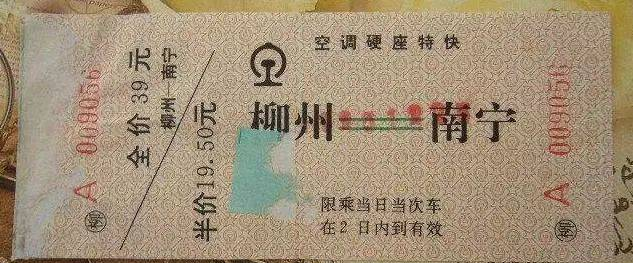 A 009056
柳
全价39元
柳州—南宁
半价19.50元
空调硬座特快
柳州 南宁
限乘当日当次车
在2日内到有效
A 009056
柳